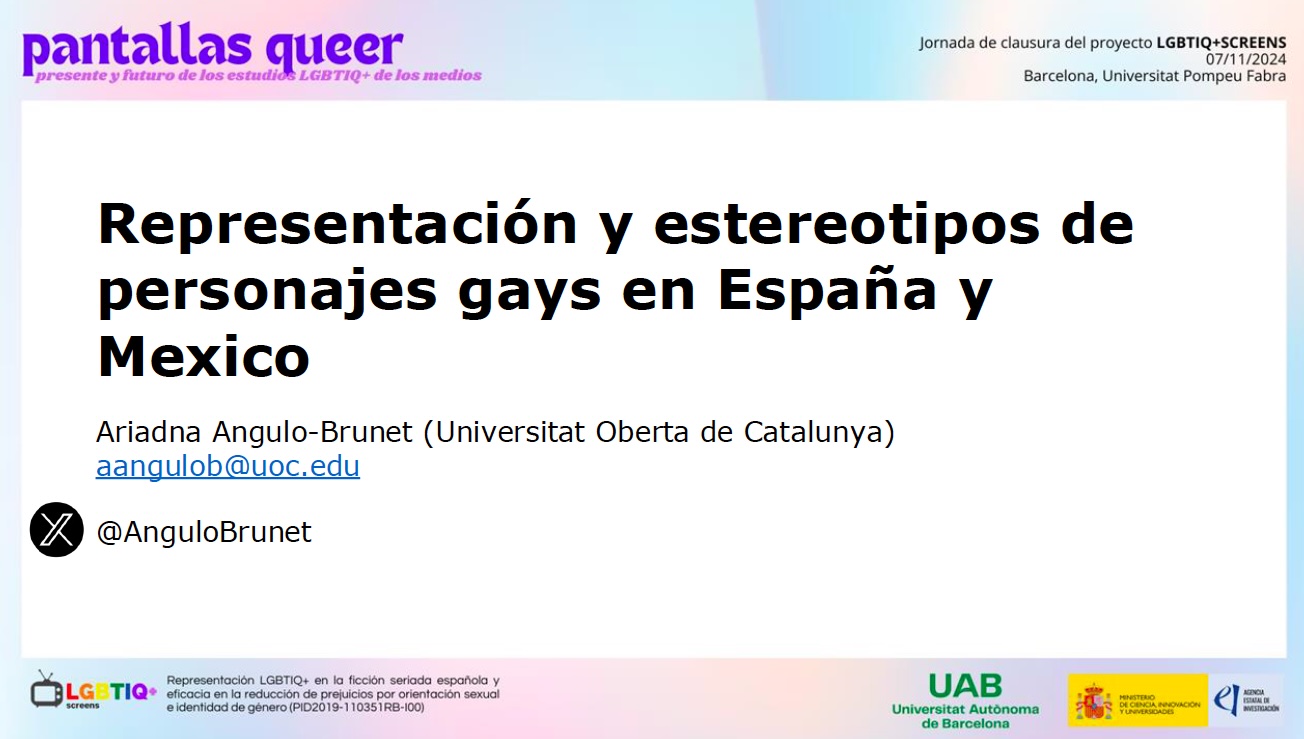 pantallas queer
presente y futuro de los estudios LGBTIQ+ de los medios
Jornada de clausura del proyecto LGBTIQ+SCREENS
07/11/2024
Barcelona, Universitat Pompeu Fabra
Representación y estereotipos de
personajes gays en España y
Mexico
Ariadna Angulo-Brunet (Universitat Oberta de Catalunya)
aangulob@uoc.edu
@AnguloBrunet
LGBTIQ+
screens
Representación LGBTIQ+ en la ficción seriada española y
eficacia en la reducción de prejuicios por orientación sexual
e identidad de género (PID2019-110351RB-I00)
UAB
Universitat Autònoma
de Barcelona
MINISTERIO
DE CIENCIA, INNOVACIÓN
Y UNIVERSIDADES
AGENCIA
ESTATAL DE
INVESTIGACIÓN